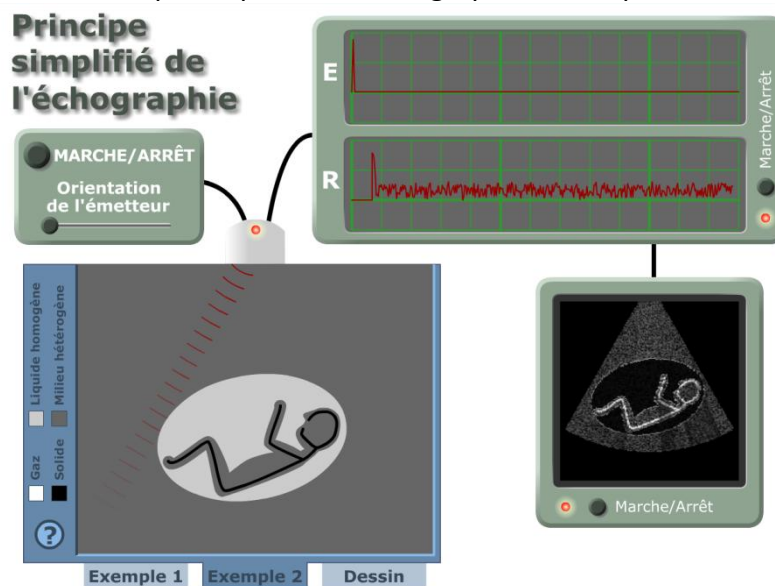 Principe
simplifié de
l'échographie
MARCHE/ARRÊT
Orientation
de l'émetteur
E
R
Marche/Arrêt
Liquide homogène
Milieu hétérogène
Gaz
Solide
?
Marche/Arrêt
Exemple 1
Exemple 2
Dessin